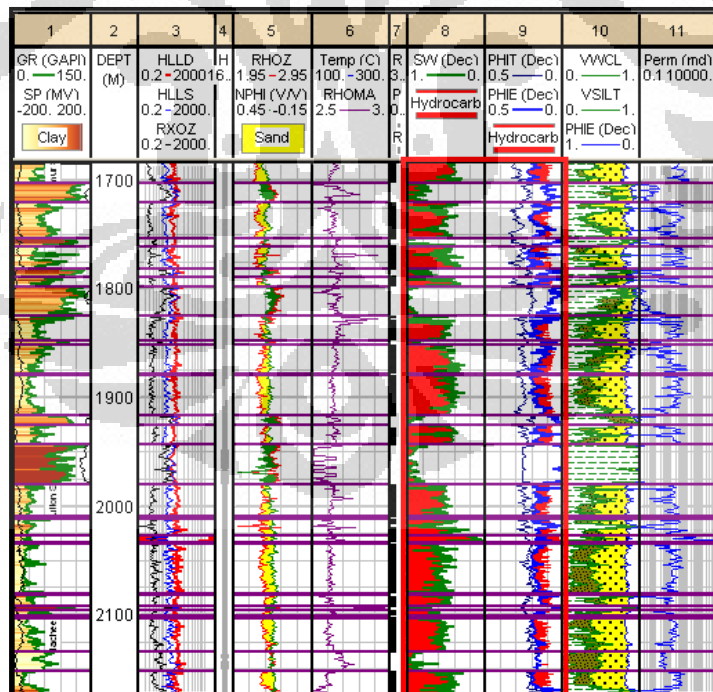 1 2 3 4 5 6 7 8 9 10 11
GR (GAPI) DEPT HLLD H RHOZ Temp (C) R SW (Dec) PHIT (Dec) VWCL Perm (md)
0. 150. (M) 0.2 2000 16.. 1.95 2.95 100. 300. 3. 1. 0. 0.5 0. 0. 1. 0.1 10000.
SP (MV) HLLS NPHI (V/V) RHOMA P PHIE (Dec) VSILT
-200. 200. 0.2 2000. 0.45 -0.15 2.5 3. Hydrocarb 0.5 0. 0. 1.
Clay RXOZ Sand R Hydrocarb PHIE (Dec)
0.2-2000. 1. 0.
1700
1800
1900
2000
2100